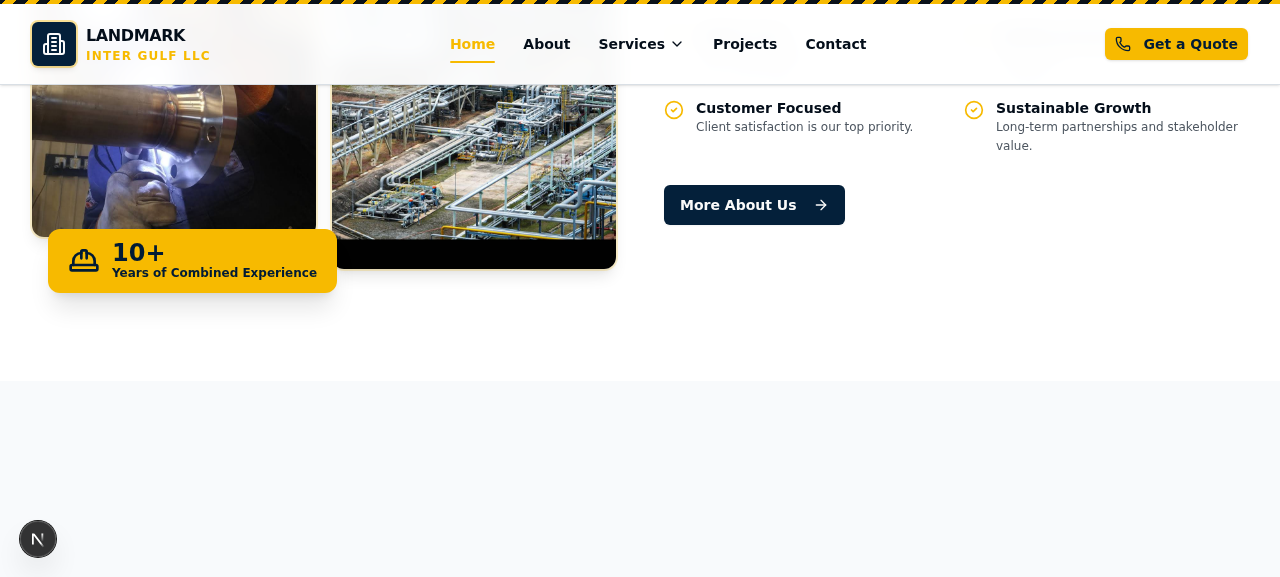 LANDMARK
INTER GULF LLC
Home
About
Services
Projects
Contact
Get a Quote
Customer Focused
Client satisfaction is our top priority.
Sustainable Growth
Long-term partnerships and stakeholder
value.
More About Us
10+
Years of Combined Experience
N